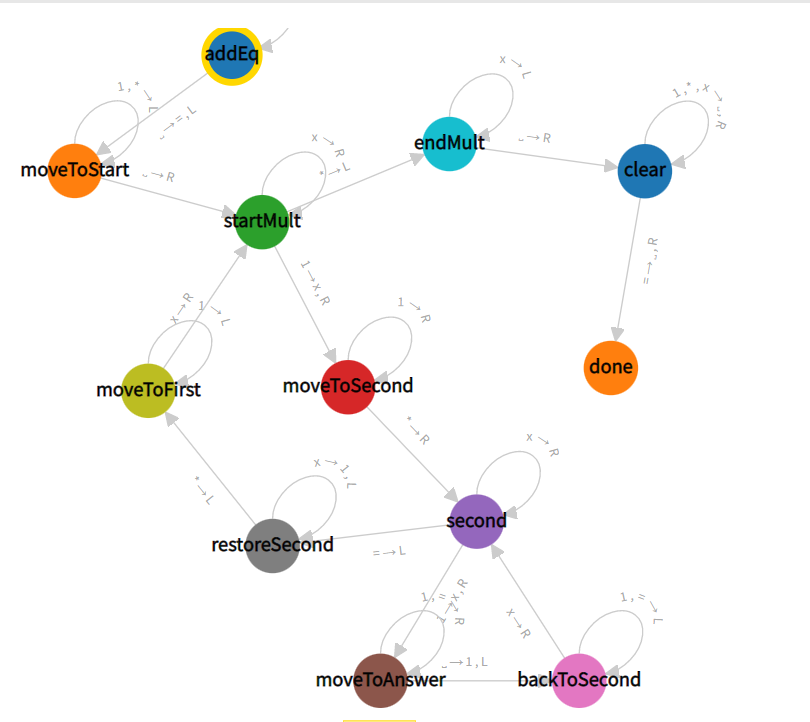 addEq
x→L
1,*→L
␣→=,L
1,*,x→␣,R
endMult
␣→R
x→R
*→L
moveToStart
clear
␣→R
startMult
=→␣,R
1→x,R
x→R
1→L
1→R
done
moveToFirst
moveToSecond
*→R
x→R
x→1,L
*→L
second
restoreSecond
=→L
1→x,R
1,=→R
x→R
1,=→L
␣→1,L
moveToAnswer
backToSecond